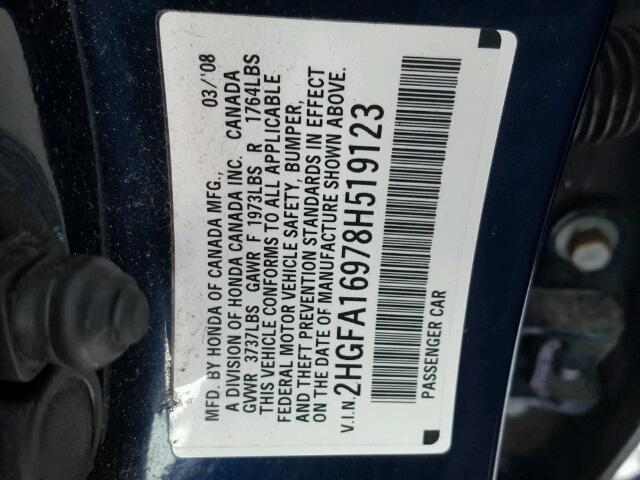 MFD. BY HONDA OF CANADA MFG., 03/'08
A DIVISION OF HONDA CANADA INC. CANADA
GVWR 3737LBS GAWR F 1973LBS R 1764LBS
THIS VEHICLE CONFORMS TO ALL APPLICABLE
FEDERAL MOTOR VEHICLE SAFETY, BUMPER,
AND THEFT PREVENTION STANDARDS IN EFFECT
ON THE DATE OF MANUFACTURE SHOWN ABOVE.
V.I.N. 2HGFA16978H519123
PASSENGER CAR